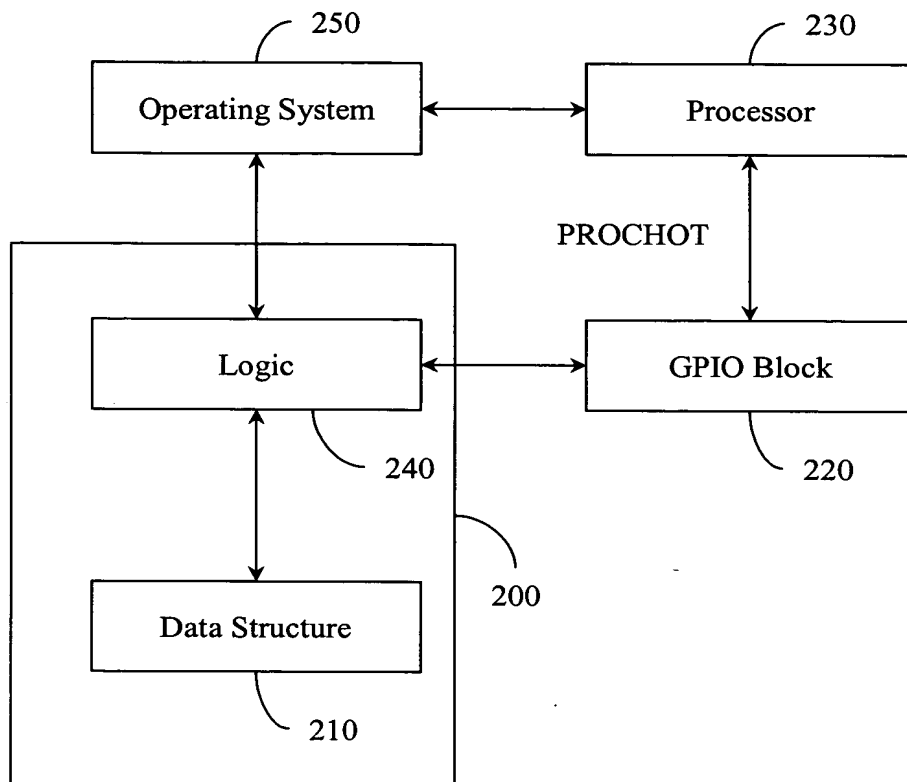 250
230
Operating System
Processor
PROCHOT
Logic
GPIO Block
240
220
200
Data Structure
210